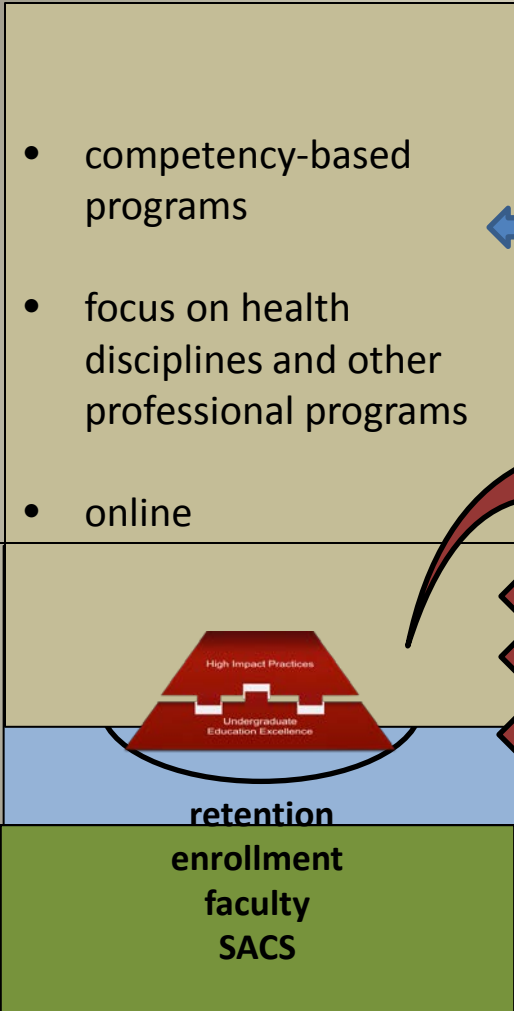 • competency-based
programs
• focus on health
disciplines and other
professional programs
• online
High Impact Practices
Undergraduate
Education Excellence
retention
enrollment
faculty
SACS